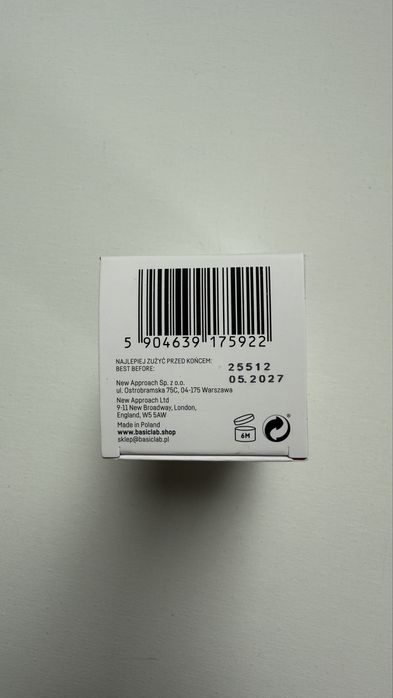 5 904639 175922
NAJLEPIEJ ZUŻYĆ PRZED KOŃCEM:
BEST BEFORE:
25512
05.2027
New Approach Sp. z o.o.
ul. Ostrobramska 75C, 04-175 Warszawa
New Approach Ltd
9-11 New Broadway, London,
England, W5 5AW
Made in Poland
www.basiclab.shop
sklep@basiclab.pl
6M
®